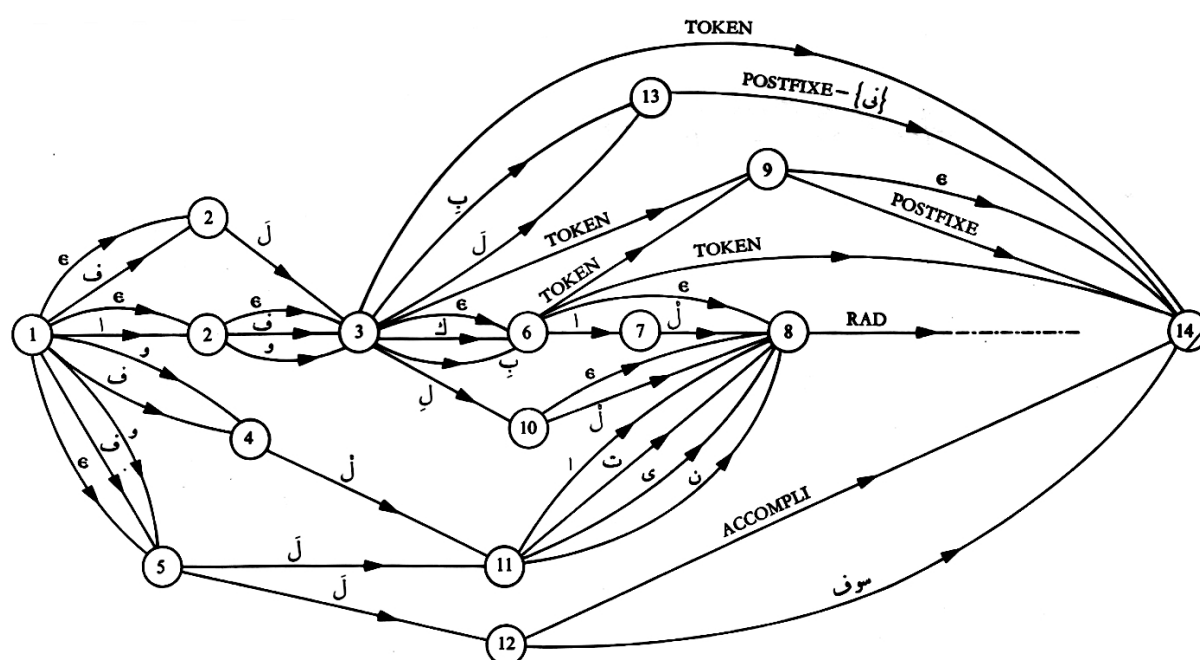 TOKEN
POSTFIXE – {نى}
13
9
ϵ
بِ
POSTFIXE
2
لَ
لَ
TOKEN
TOKEN
ϵ
ف
TOKEN
ϵ
ϵ
ϵ
ϵ
1
ا
2
ف
3
ك
6
ا
7
لْ
8
RAD
14
و
و
بِ
ف
لِ
ϵ
10
لْ
4
و
ف
ϵ
لْ
ا
ت
ى
ن
5
لَ
11
ACCOMPLI
لَ
سوف
12